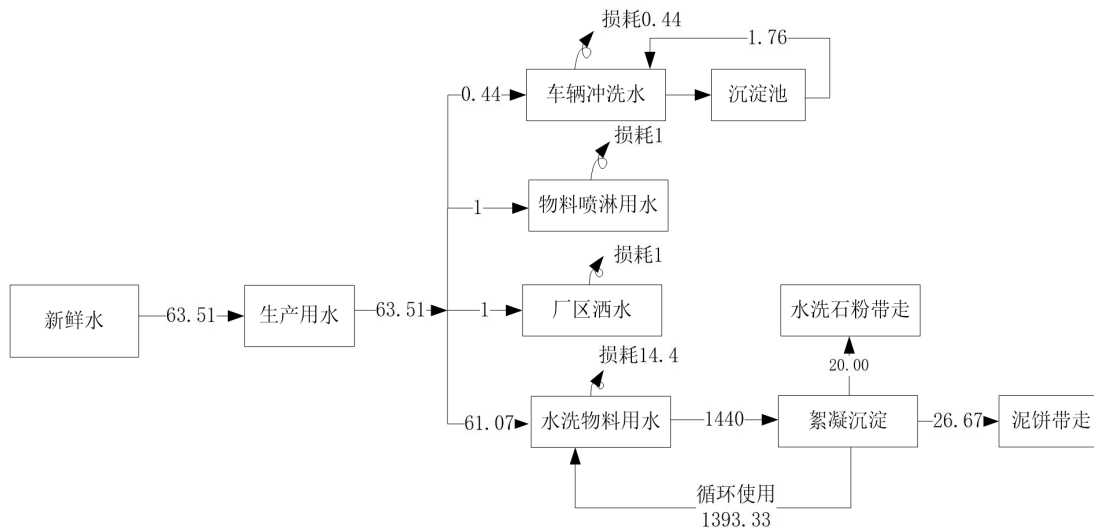 损耗0.44
1.76
0.44
车辆冲洗水
沉淀池
损耗1
1
物料喷淋用水
损耗1
新鲜水
63.51
生产用水
63.51
1
厂区洒水
水洗石粉带走
损耗14.4
20.00
61.07
水洗物料用水
1440
絮凝沉淀
26.67
泥饼带走
循环使用
1393.33